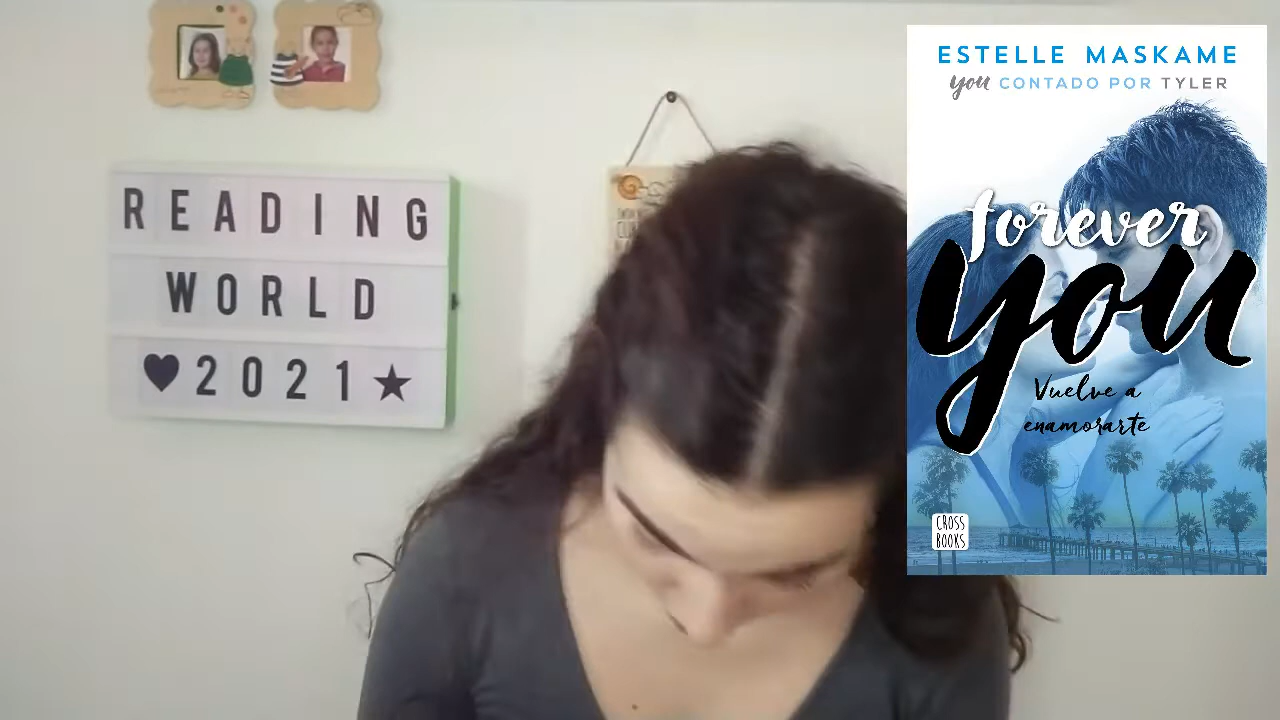 READING
WORLD
♥2021★
ESTELLE MASKAME
you CONTADO POR TYLER
forever
you
Vuelve a
enamorarte
CROSS
BOOKS